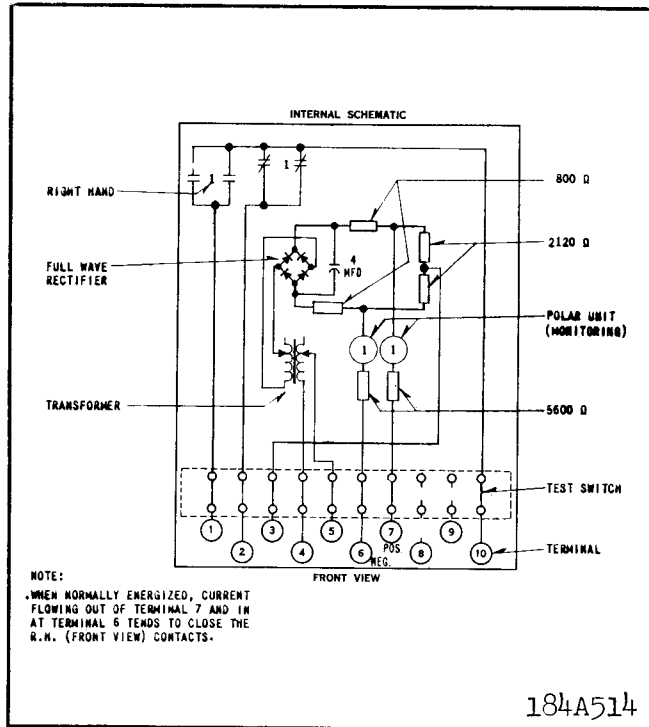 INTERNAL SCHEMATIC
1
1
RIGHT HAND
800 Ω
2120 Ω
FULL WAVE
RECTIFIER
4
MFD
POLAR UNIT
(MONITORING)
1
1
TRANSFORMER
5600 Ω
TEST SWITCH
1
2
3
4
5
6
7
8
9
10
POS.
NEG.
TERMINAL
FRONT VIEW
NOTE:
.WHEN NORMALLY ENERGIZED, CURRENT
FLOWING OUT OF TERMINAL 7 AND IN
AT TERMINAL 6 TENDS TO CLOSE THE
R.H. (FRONT VIEW) CONTACTS.
184A514